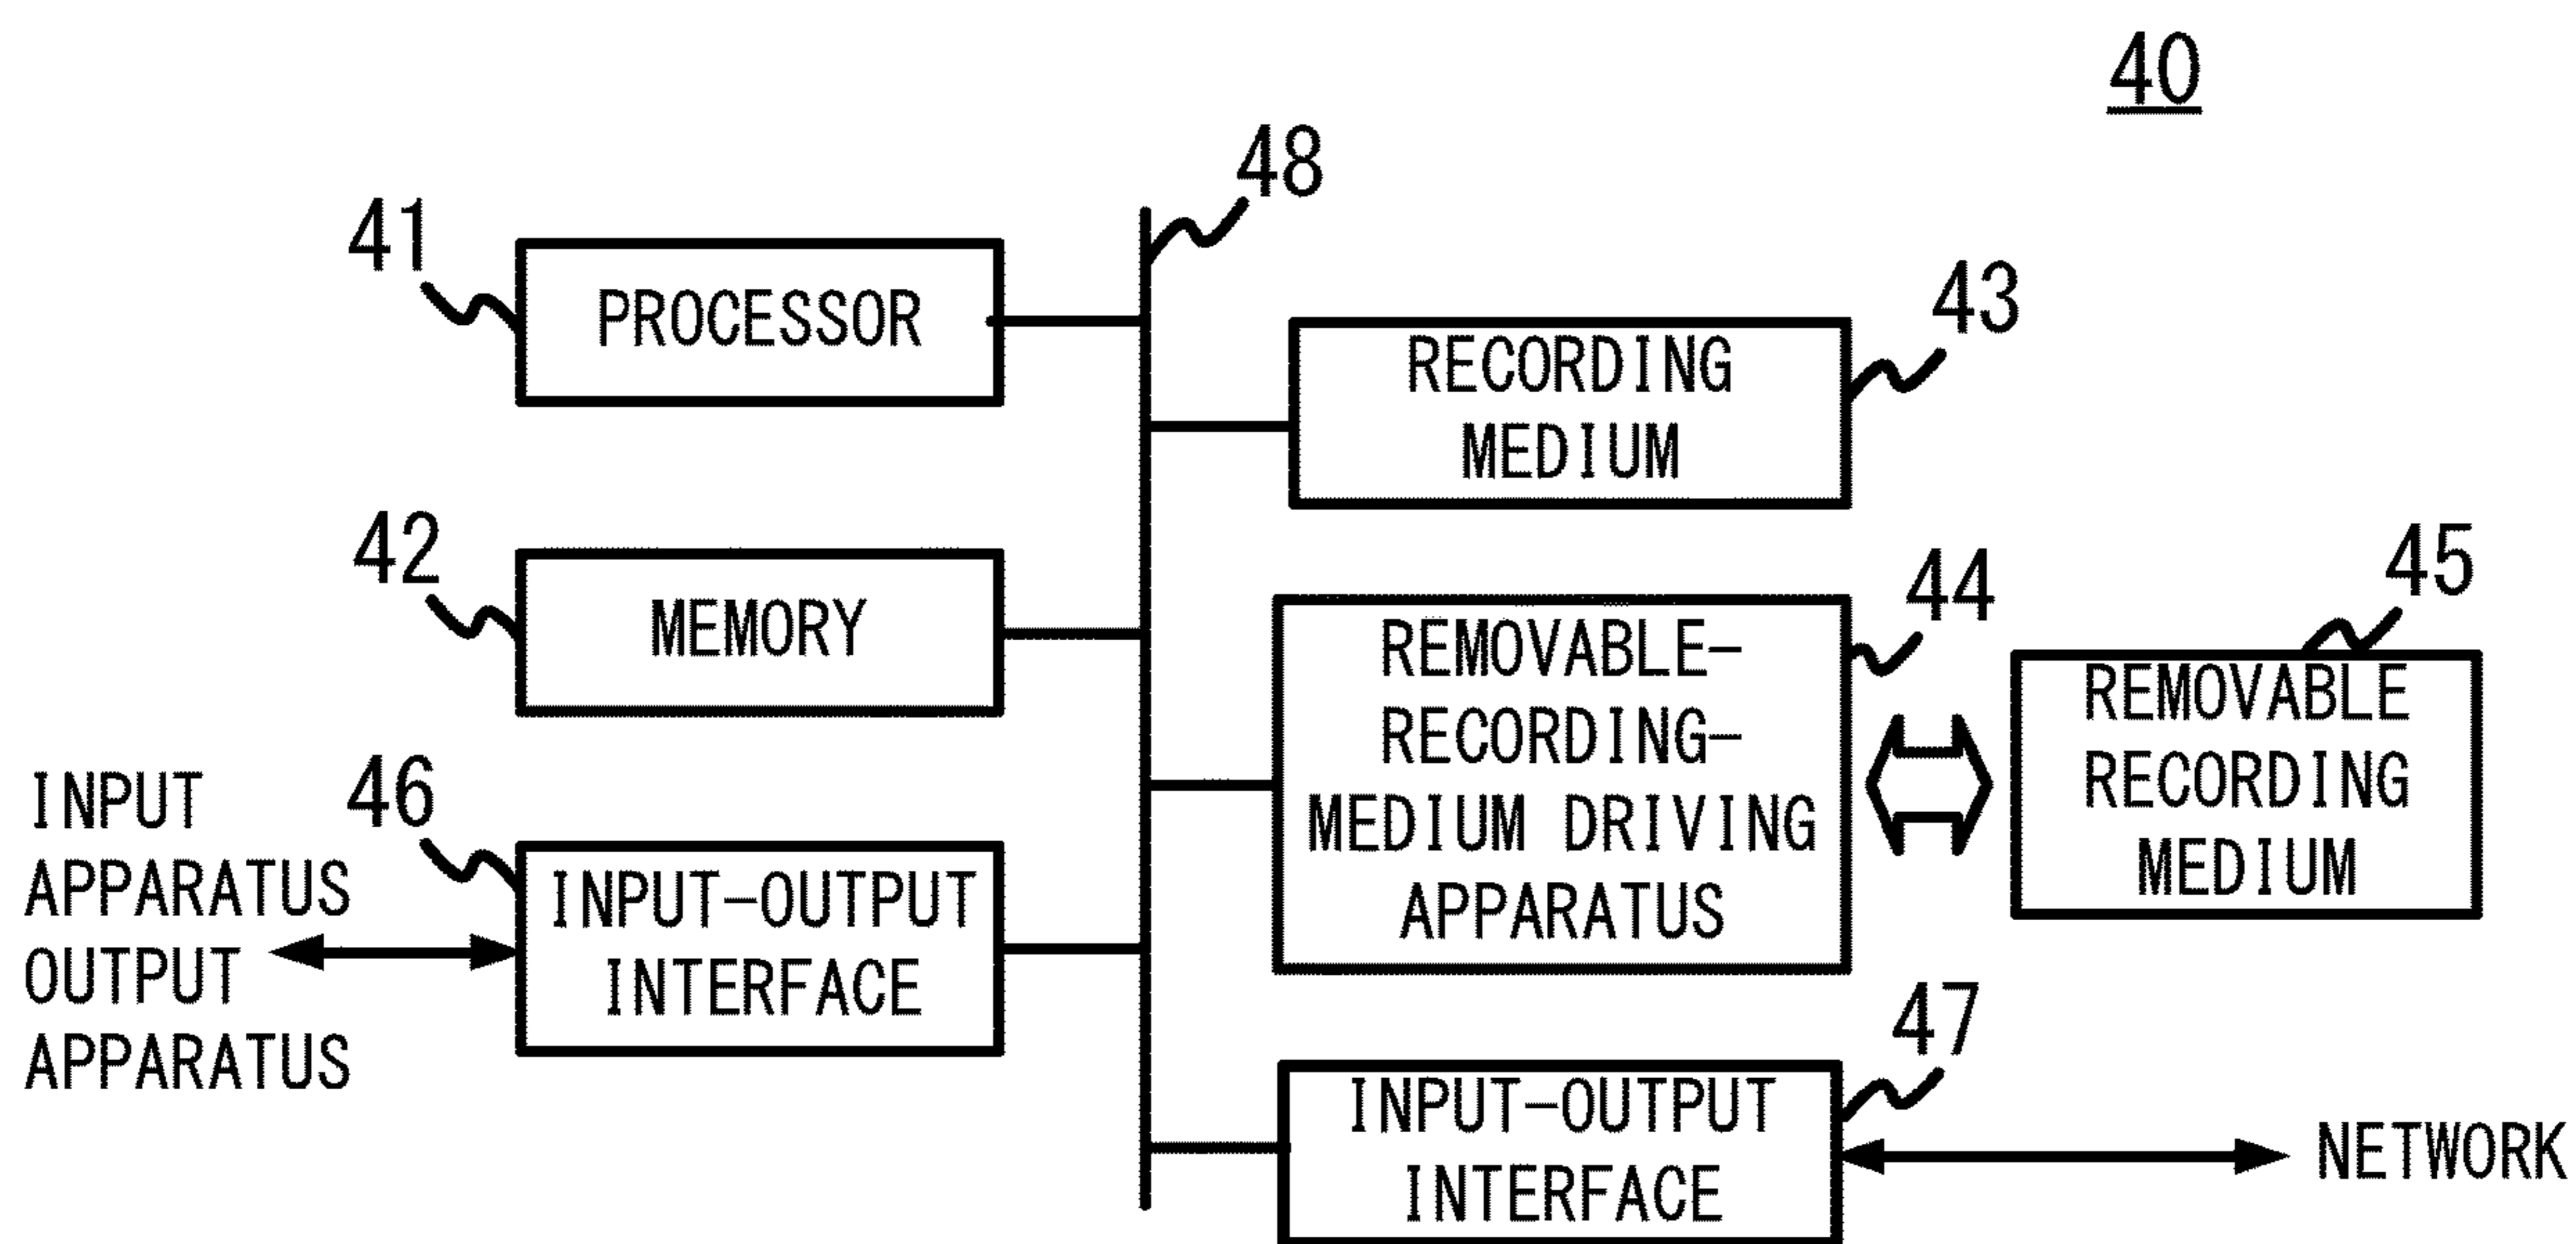 40
48
41
PROCESSOR
43
RECORDING
MEDIUM
42
MEMORY
44
REMOVABLE-
RECORDING-
MEDIUM DRIVING
APPARATUS
45
REMOVABLE
RECORDING
MEDIUM
INPUT
APPARATUS
OUTPUT
APPARATUS
46
INPUT-OUTPUT
INTERFACE
47
INPUT-OUTPUT
INTERFACE
NETWORK